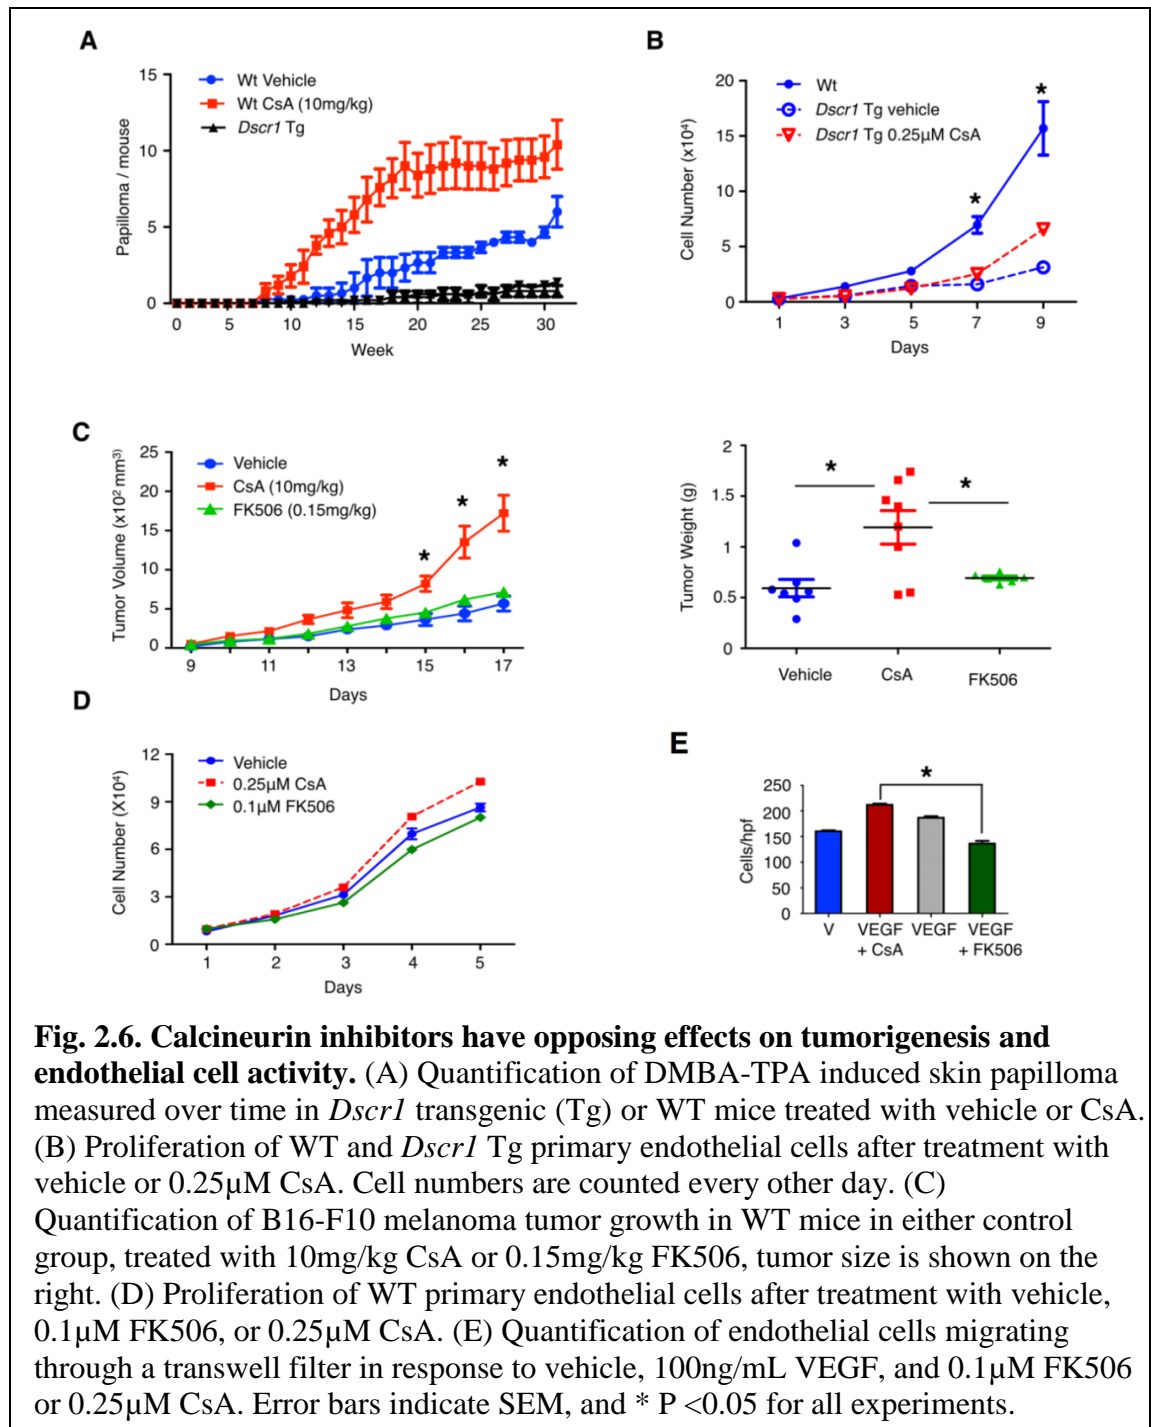 A
Papilloma / mouse
15
10
5
0
Wt Vehicle
Wt CsA (10mg/kg)
Dscr1 Tg
0 5 10 15 20 25 30
Week
B
Cell Number (x10⁴)
20
15
10
5
0
Wt
Dscr1 Tg vehicle
Dscr1 Tg 0.25µM CsA
*
*
1 3 5 7 9
Days
C
Tumor Volume (x10² mm³)
25
20
15
10
5
0
Vehicle
CsA (10mg/kg)
FK506 (0.15mg/kg)
* * *
9 11 13 15 17
Days
Tumor Weight (g)
2
1.5
1
0.5
0
* *
Vehicle CsA FK506
D
Cell Number (X10⁴)
12
9
6
3
0
Vehicle
0.25µM CsA
0.1µM FK506
1 2 3 4 5
Days
E
Cells/hpf
250
200
150
100
50
0
*
V VEGF VEGF VEGF
+ CsA + FK506
Fig. 2.6. Calcineurin inhibitors have opposing effects on tumorigenesis and
endothelial cell activity. (A) Quantification of DMBA-TPA induced skin papilloma
measured over time in Dscr1 transgenic (Tg) or WT mice treated with vehicle or CsA.
(B) Proliferation of WT and Dscr1 Tg primary endothelial cells after treatment with
vehicle or 0.25µM CsA. Cell numbers are counted every other day. (C)
Quantification of B16-F10 melanoma tumor growth in WT mice in either control
group, treated with 10mg/kg CsA or 0.15mg/kg FK506, tumor size is shown on the
right. (D) Proliferation of WT primary endothelial cells after treatment with vehicle,
0.1µM FK506, or 0.25µM CsA. (E) Quantification of endothelial cells migrating
through a transwell filter in response to vehicle, 100ng/mL VEGF, and 0.1µM FK506
or 0.25µM CsA. Error bars indicate SEM, and * P <0.05 for all experiments.